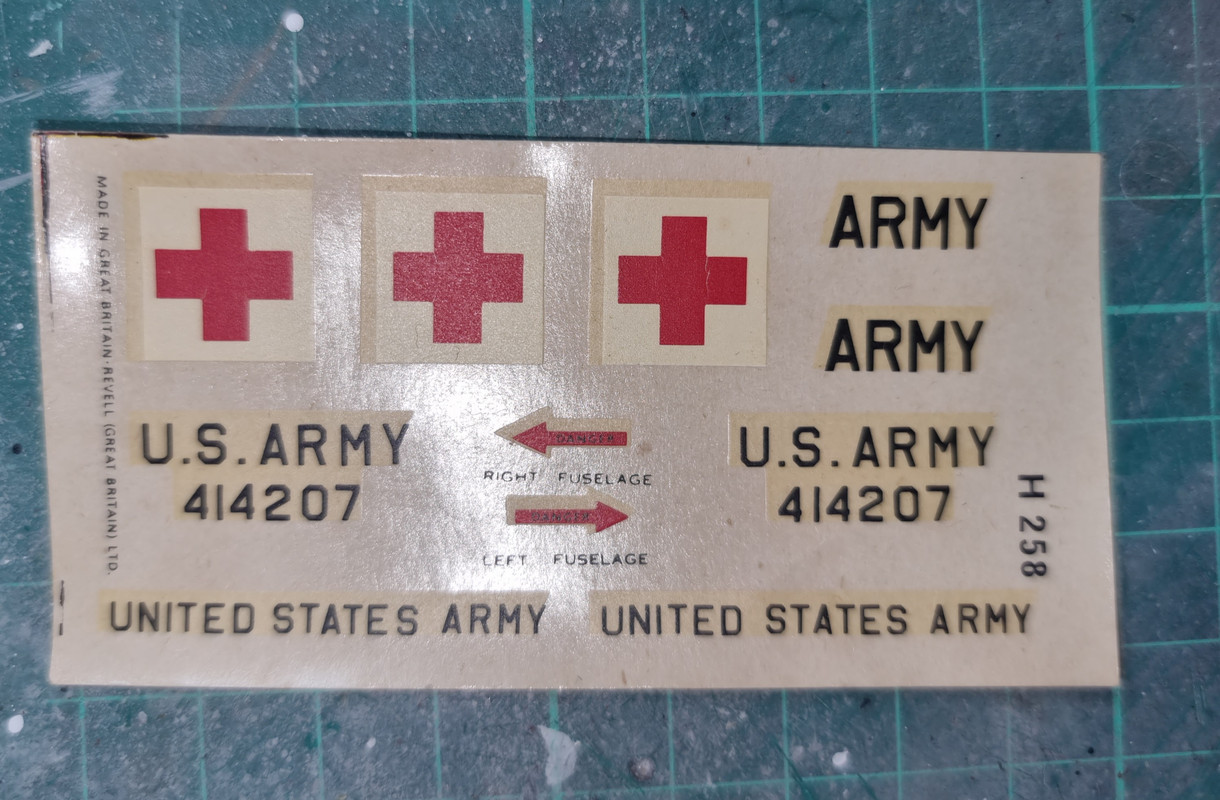 MADE IN GREAT BRITAIN·REVELL (GREAT BRITAIN) LTD.
ARMY
ARMY
U.S. ARMY
414207
DANGER
RIGHT FUSELAGE
DANGER
LEFT FUSELAGE
U.S. ARMY
414207
H 258
UNITED STATES ARMY
UNITED STATES ARMY